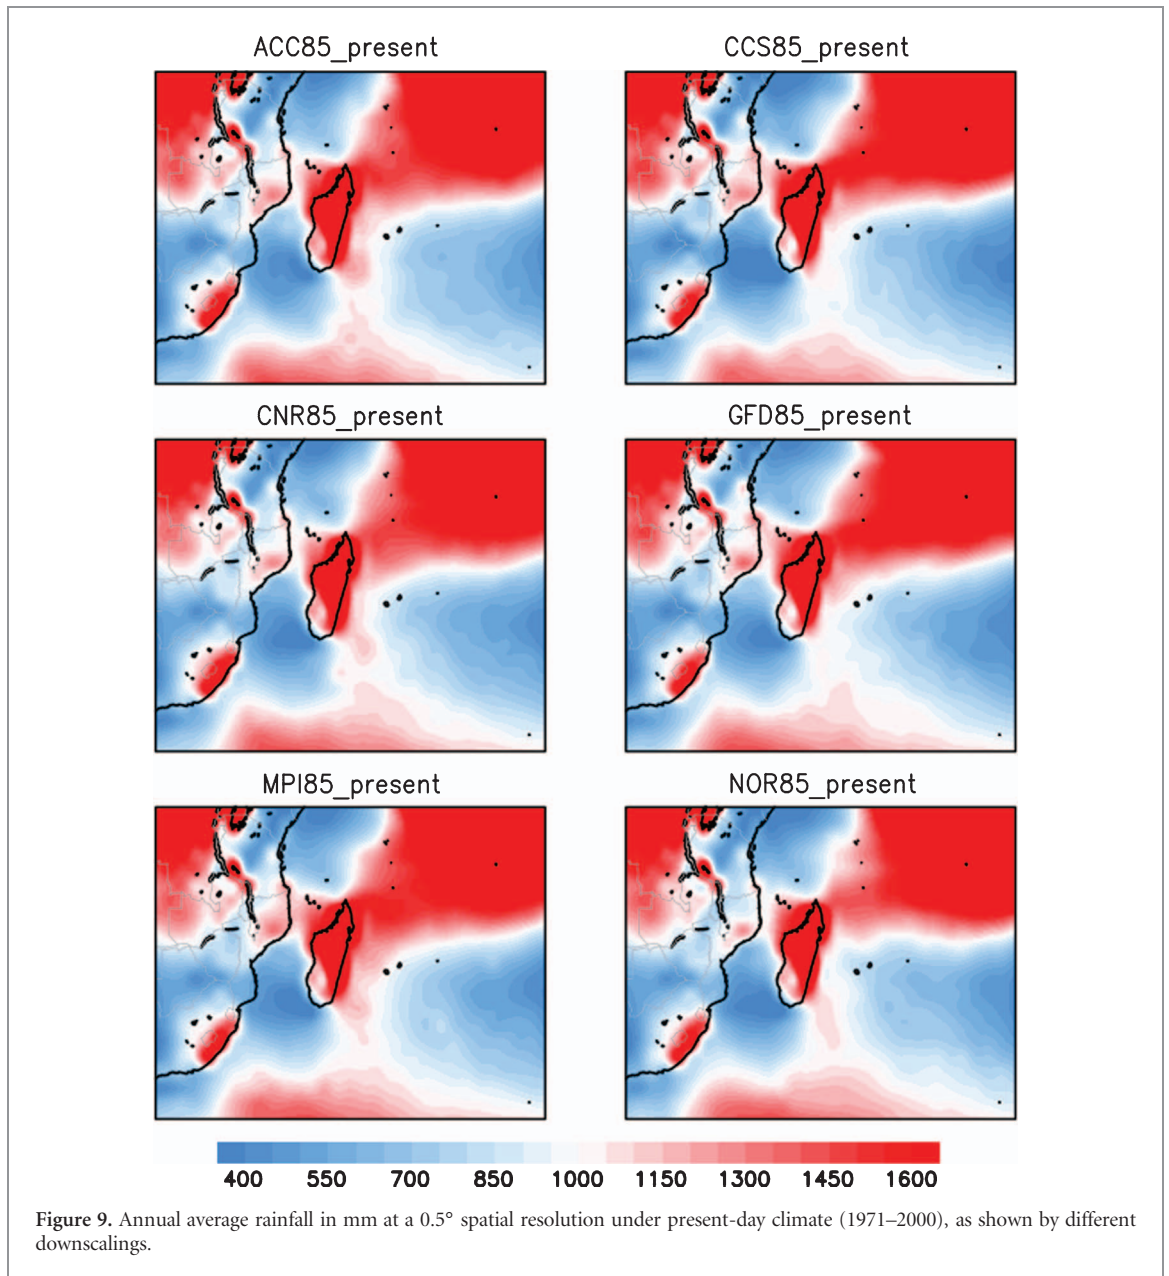 ACC85_present
CCS85_present
CNR85_present
GFD85_present
MPI85_present
NOR85_present
400 550 700 850 1000 1150 1300 1450 1600
Figure 9. Annual average rainfall in mm at a 0.5° spatial resolution under present-day climate (1971–2000), as shown by different
downscalings.